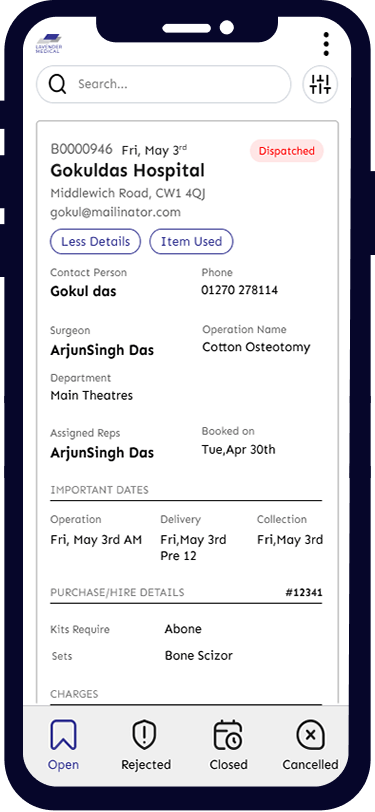 LAVENDER
MEDICAL
Search...
B0000946 Fri, May 3rd
Dispatched
Gokuldas Hospital
Middlewich Road, CW1 4QJ
gokul@mailinator.com
Less Details
Item Used
Contact Person
Phone
Gokul das
01270 278114
Surgeon
Operation Name
ArjunSingh Das
Cotton Osteotomy
Department
Main Theatres
Assigned Reps
Booked on
ArjunSingh Das
Tue,Apr 30th
IMPORTANT DATES
Operation
Delivery
Collection
Fri, May 3rd AM
Fri,May 3rd
Pre 12
Fri,May 3rd
PURCHASE/HIRE DETAILS
#12341
Kits Require
Abone
Sets
Bone Scizor
CHARGES
Open
Rejected
Closed
Cancelled